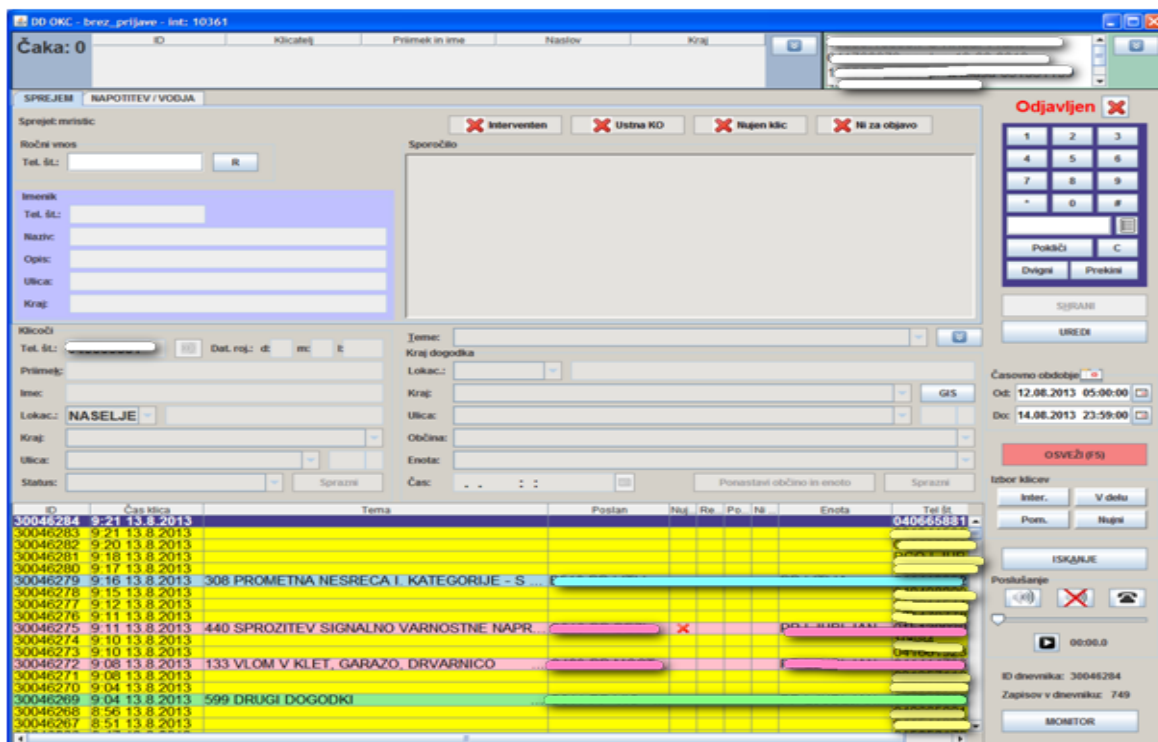 DD OKC - brez_prijave - int: 10361
Čaka: 0
ID Klicatelj Priimek in ime Naslov Kraj
SPREJEM NAPOTITEV / VODJA
Odjavljen
Sprejel: mristic
Interventen Ustna KO Nujen klic Ni za objavo
Ročni vnos
Tel. št.: R
Sporočilo
1 2 3
4 5 6
7 8 9
* 0 #
Pokliči C
Dvigni Prekini
Imenik
Tel. št.:
Naziv:
Opis:
Ulica:
Kraj:
SHRANI
UREDI
Klicoči
Tel. št.: Dat. roj.: d: m: l:
Priimek:
Ime:
Lokac.: NASELJE
Kraj:
Ulica:
Status: Sprazni
Teme:
Kraj dogodka
Lokac.:
Kraj: GIS
Ulica:
Občina:
Enota:
Čas: . . : : Ponastavi občino in enoto Sprazni
Časovno obdobje
Od: 12.08.2013 05:00:00
Do: 14.08.2013 23:59:00
OSVEŽI (F5)
Izbor klicev
Inter. V delu
Pom. Nujni
ISKANJE
Poslušanje
00:00.0
ID dnevnika: 30046284
Zapisov v dnevniku: 749
MONITOR
ID Čas klica Tema Postan Nuj... Re... Po... Ni ... Enota Tel št.
30046284 9:21 13.8.2013 040665881
30046283 9:21 13.8.2013
30046282 9:20 13.8.2013
30046281 9:18 13.8.2013
30046280 9:17 13.8.2013
30046279 9:16 13.8.2013 308 PROMETNA NESREČA I. KATEGORIJE - S ...
30046278 9:15 13.8.2013
30046277 9:12 13.8.2013
30046276 9:11 13.8.2013
30046275 9:11 13.8.2013 440 SPROŽITEV SIGNALNO VARNOSTNE NAPR...
30046274 9:10 13.8.2013
30046273 9:10 13.8.2013
30046272 9:08 13.8.2013 133 VLOM V KLET, GARAŽO, DRVARNICO ...
30046271 9:08 13.8.2013
30046270 9:04 13.8.2013
30046269 9:04 13.8.2013 599 DRUGI DOGODKI
30046268 8:56 13.8.2013
30046267 8:51 13.8.2013